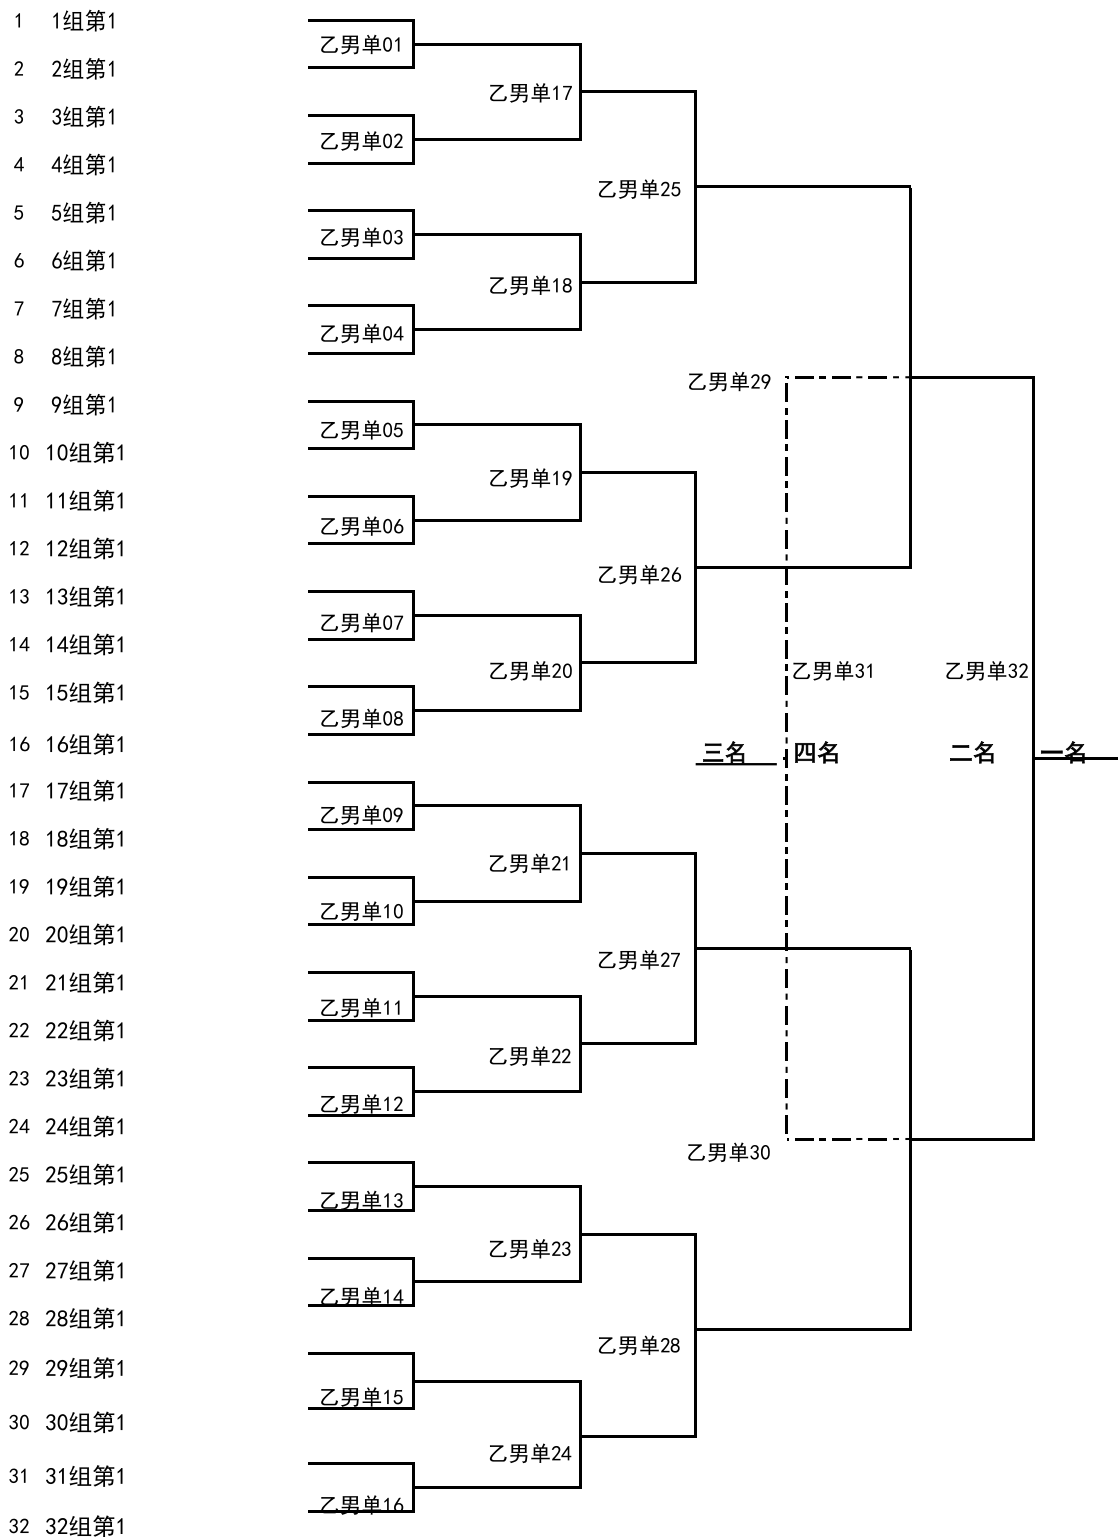 1 1组第1
乙男单01
2 2组第1
乙男单17
3 3组第1
乙男单02
4 4组第1
乙男单25
5 5组第1
乙男单03
6 6组第1
乙男单18
7 7组第1
乙男单04
8 8组第1
乙男单29
9 9组第1
乙男单05
10 10组第1
乙男单19
11 11组第1
乙男单06
12 12组第1
乙男单26
13 13组第1
乙男单07
14 14组第1
乙男单20 乙男单31 乙男单32
15 15组第1
乙男单08
16 16组第1
三名 四名 二名 一名
17 17组第1
乙男单09
18 18组第1
乙男单21
19 19组第1
乙男单10
20 20组第1
乙男单27
21 21组第1
乙男单11
22 22组第1
乙男单22
23 23组第1
乙男单12
24 24组第1
乙男单30
25 25组第1
乙男单13
26 26组第1
乙男单23
27 27组第1
乙男单14
28 28组第1
乙男单28
29 29组第1
乙男单15
30 30组第1
乙男单24
31 31组第1
乙男单16
32 32组第1